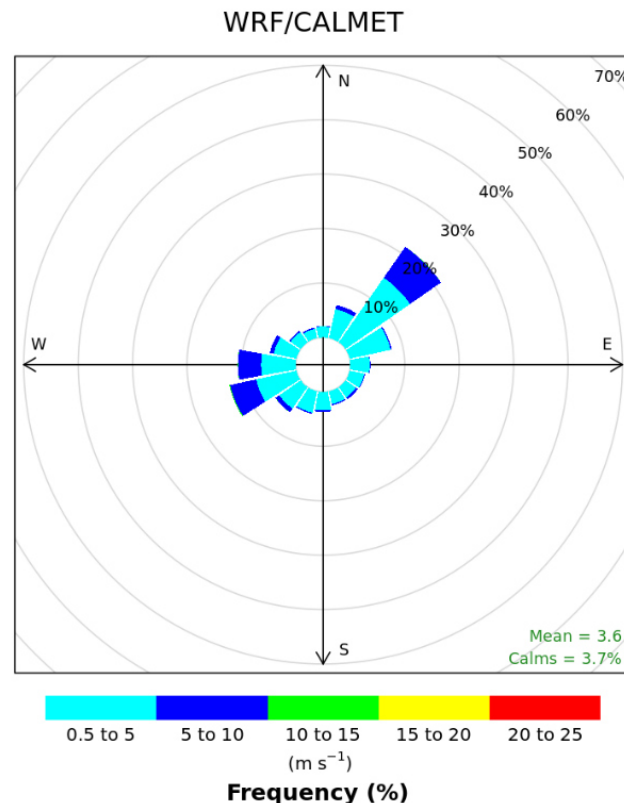 WRF/CALMET
N
70%
60%
50%
40%
30%
20%
10%
W
E
S
Mean = 3.6
Calms = 3.7%
0.5 to 5 5 to 10 10 to 15 15 to 20 20 to 25
(m s⁻¹)
Frequency (%)